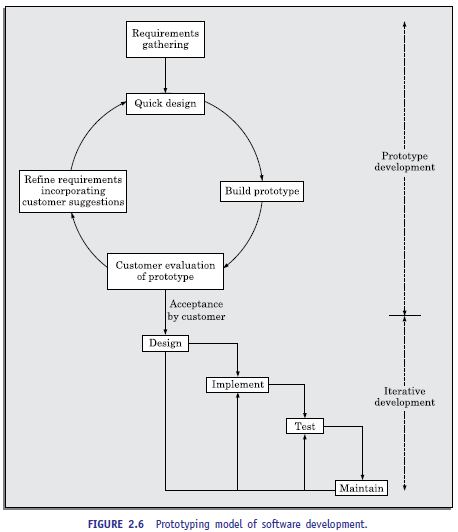 Requirements
gathering
Quick design
Prototype
development
Refine requirements
incorporating
customer suggestions
Build prototype
Customer evaluation
of prototype
Acceptance
by customer
Design
Implement
Iterative
development
Test
Maintain
FIGURE 2.6 Prototyping model of software development.